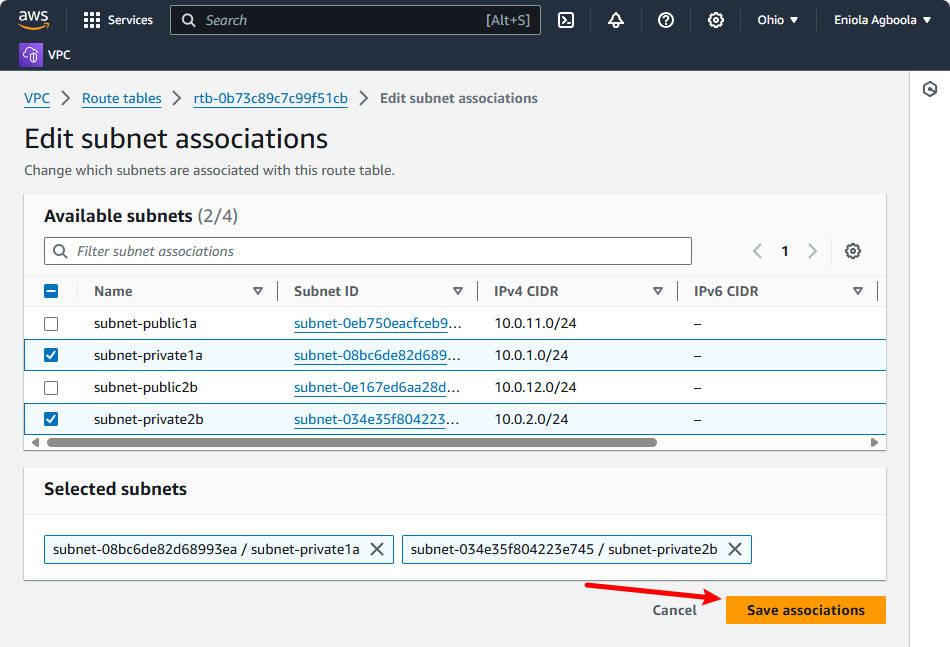 aws Services Search [Alt+S] Ohio Eniola Agboola
VPC
VPC Route tables rtb-0b73c89c7c99f51cb Edit subnet associations
Edit subnet associations
Change which subnets are associated with this route table.
Available subnets (2/4)
Filter subnet associations 1
Name Subnet ID IPv4 CIDR IPv6 CIDR
subnet-public1a subnet-0eb750eacfceb9... 10.0.11.0/24 –
subnet-private1a subnet-08bc6de82d689... 10.0.1.0/24 –
subnet-public2b subnet-0e167ed6aa28d... 10.0.12.0/24 –
subnet-private2b subnet-034e35f804223... 10.0.2.0/24 –
Selected subnets
subnet-08bc6de82d68993ea / subnet-private1a subnet-034e35f804223e745 / subnet-private2b
Cancel Save associations